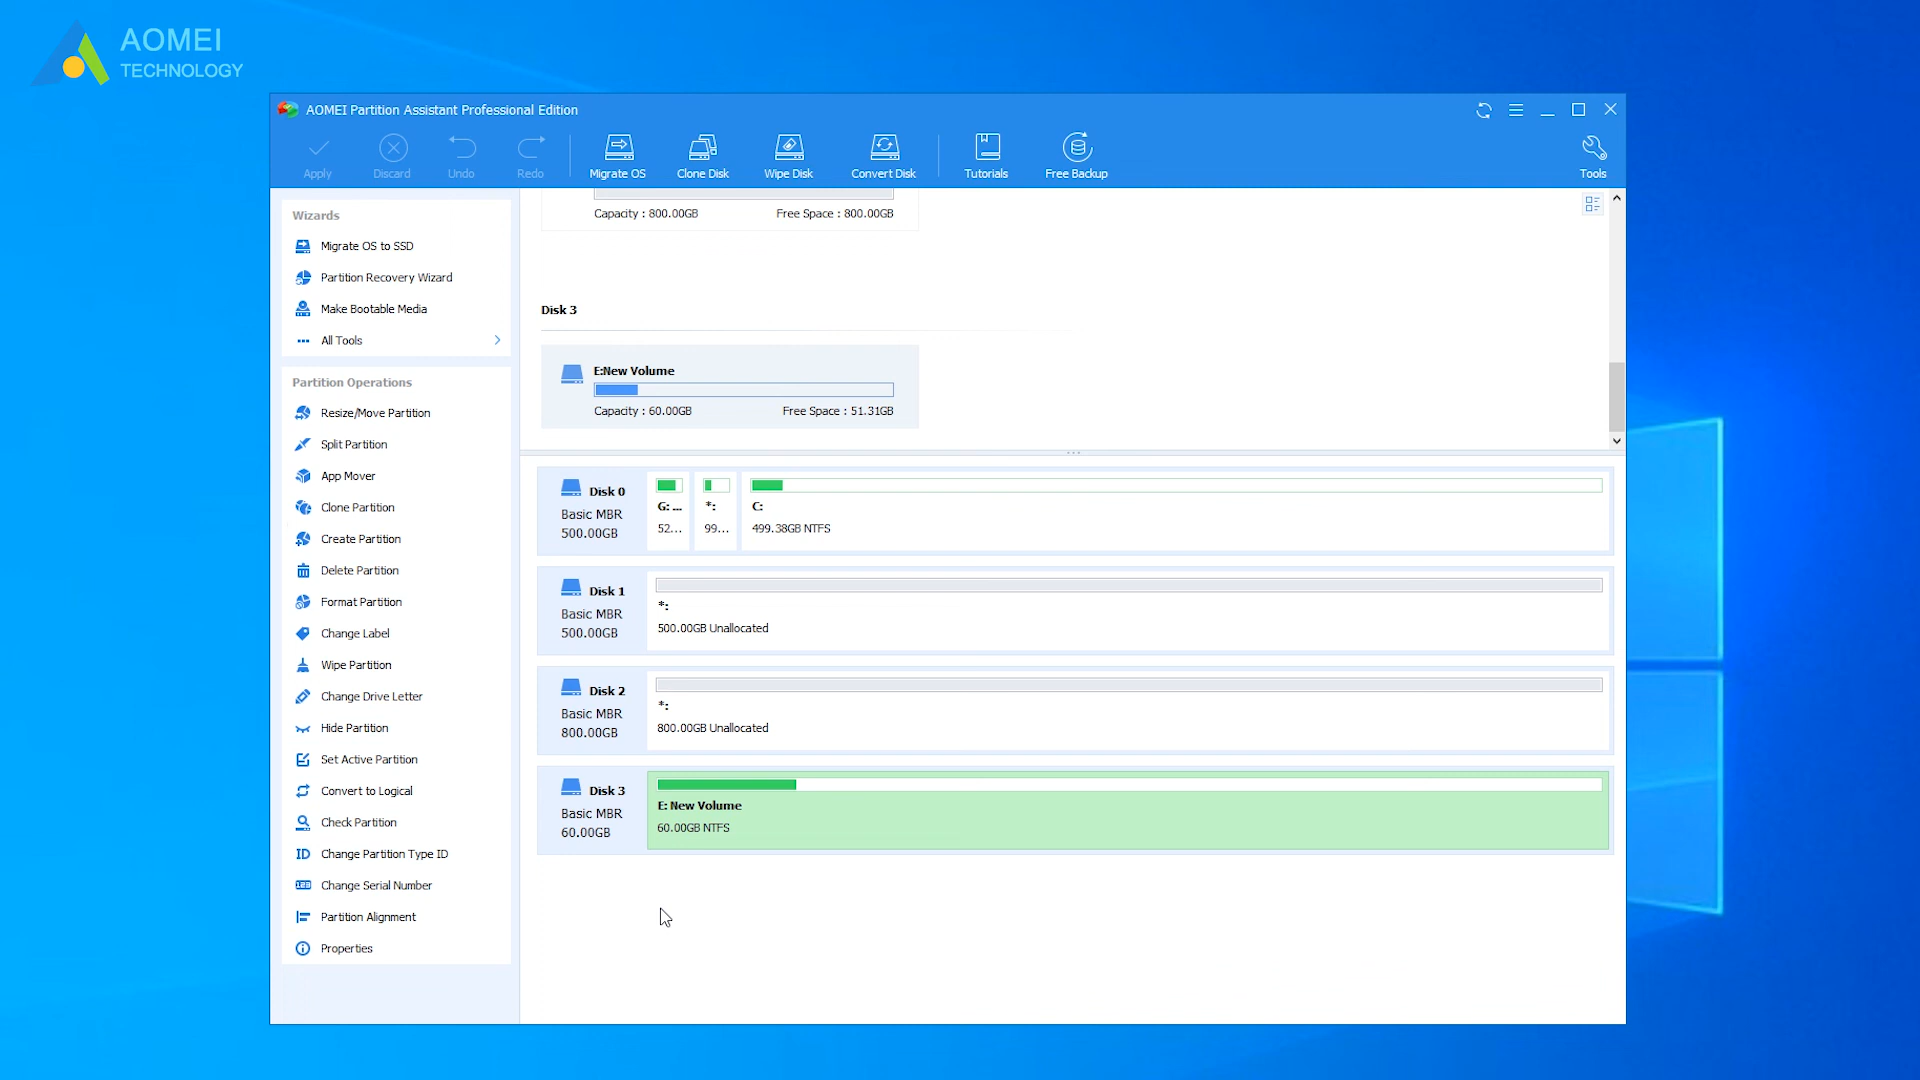 AOMEI
TECHNOLOGY
AOMEI Partition Assistant Professional Edition
Apply
Discard
Undo
Redo
Migrate OS
Clone Disk
Wipe Disk
Convert Disk
Tutorials
Free Backup
Tools
Wizards
Migrate OS to SSD
Partition Recovery Wizard
Make Bootable Media
All Tools
Partition Operations
Resize/Move Partition
Split Partition
App Mover
Clone Partition
Create Partition
Delete Partition
Format Partition
Change Label
Wipe Partition
Change Drive Letter
Hide Partition
Set Active Partition
Convert to Logical
Check Partition
ID Change Partition Type ID
Change Serial Number
Partition Alignment
Properties
Capacity : 800.00GB Free Space : 800.00GB
Disk 3
E:New Volume
Capacity : 60.00GB Free Space : 51.31GB
Disk 0
Basic MBR
500.00GB
G: ...
52...
*:
99...
C:
499.38GB NTFS
Disk 1
Basic MBR
500.00GB
*:
500.00GB Unallocated
Disk 2
Basic MBR
800.00GB
*:
800.00GB Unallocated
Disk 3
Basic MBR
60.00GB
E: New Volume
60.00GB NTFS